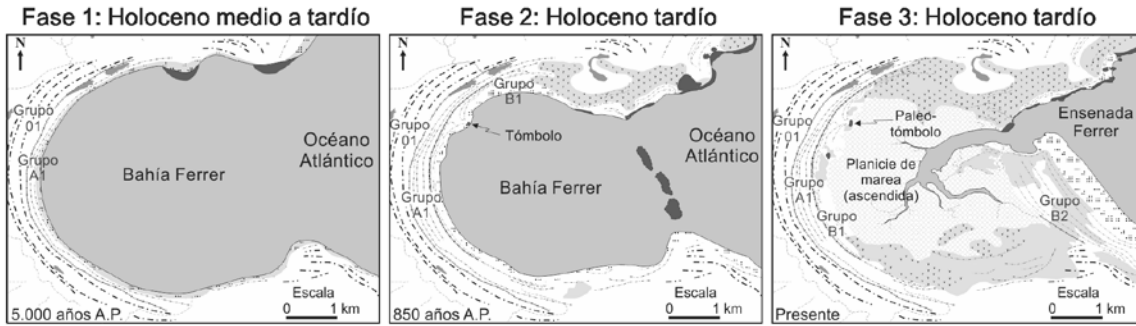 Fase 1: Holoceno medio a tardío
N
Grupo
01
Grupo
A1
Bahía Ferrer
Océano
Atlántico
5.000 años A.P.
Escala
0 1 km
Fase 2: Holoceno tardío
N
Grupo
B1
Grupo
01
Tómbolo
Grupo
A1
Bahía Ferrer
Océano
Atlántico
850 años A.P.
Escala
0 1 km
Fase 3: Holoceno tardío
N
Grupo
01
Paleo-
tómbolo
Ensenada
Ferrer
Planicie de
marea
(ascendida)
Grupo
A1
Grupo
B1
Grupo
B2
Presente
Escala
0 1 km